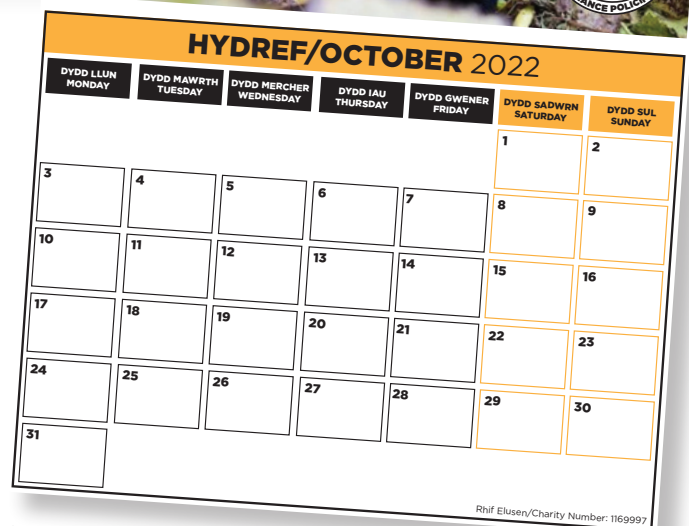 ANCE POLICI
HYDREF/OCTOBER 2022
DYDD LLUN
MONDAY
DYDD MAWRTH
TUESDAY
DYDD MERCHER
WEDNESDAY
DYDD IAU
THURSDAY
DYDD GWENER
FRIDAY
DYDD SADWRN
SATURDAY
DYDD SUL
SUNDAY
1 2
3 4 5 6 7 8 9
10 11 12 13 14 15 16
17 18 19 20 21 22 23
24 25 26 27 28 29 30
31
Rhif Elusen/Charity Number: 1169997